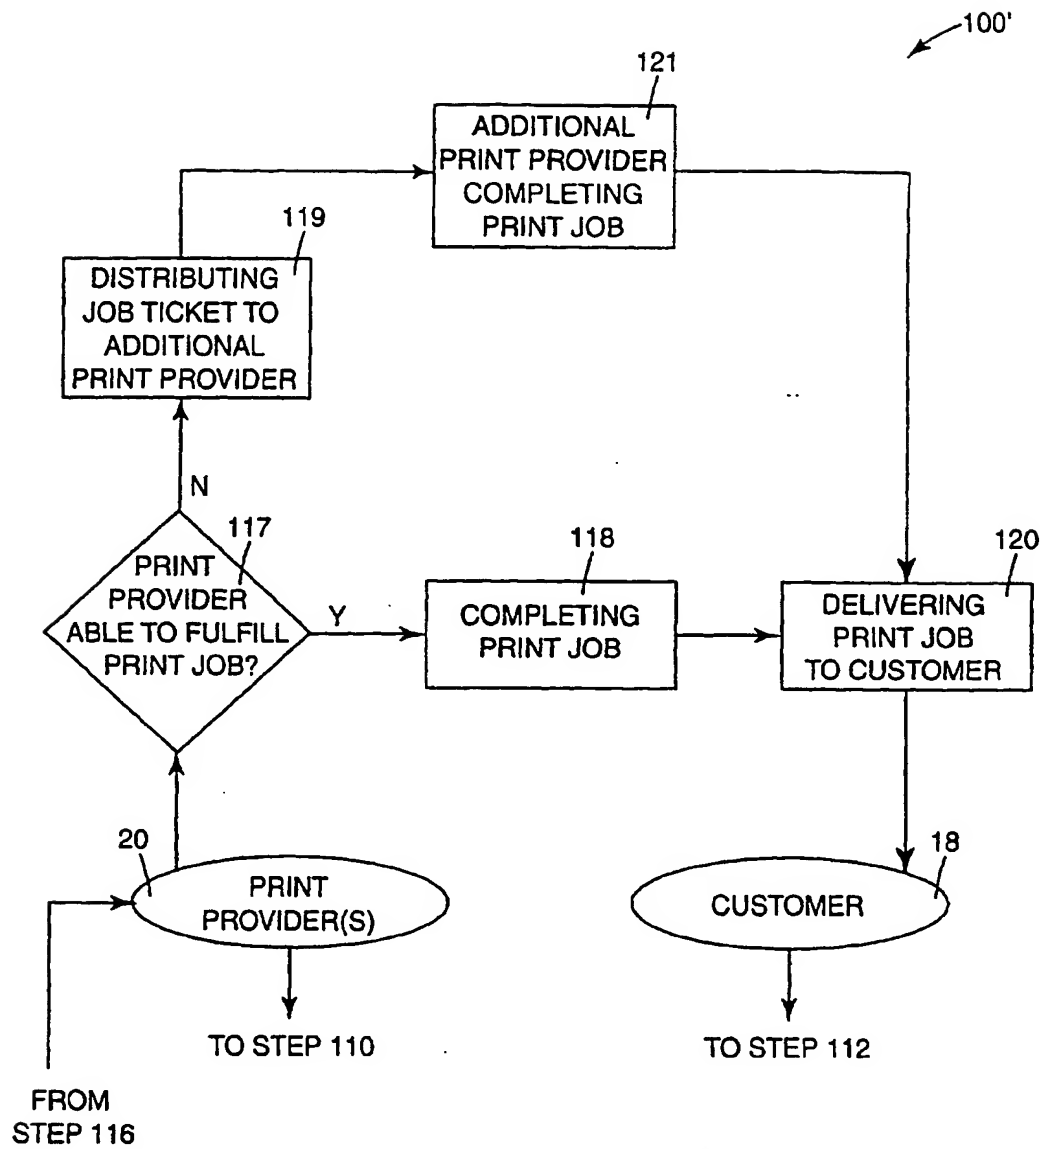 100'
121
ADDITIONAL
PRINT PROVIDER
COMPLETING
PRINT JOB
119
DISTRIBUTING
JOB TICKET TO
ADDITIONAL
PRINT PROVIDER
N
117
PRINT
PROVIDER
ABLE TO FULFILL
PRINT JOB?
Y
118
COMPLETING
PRINT JOB
120
DELIVERING
PRINT JOB
TO CUSTOMER
20
PRINT
PROVIDER(S)
18
CUSTOMER
TO STEP 110
TO STEP 112
FROM
STEP 116